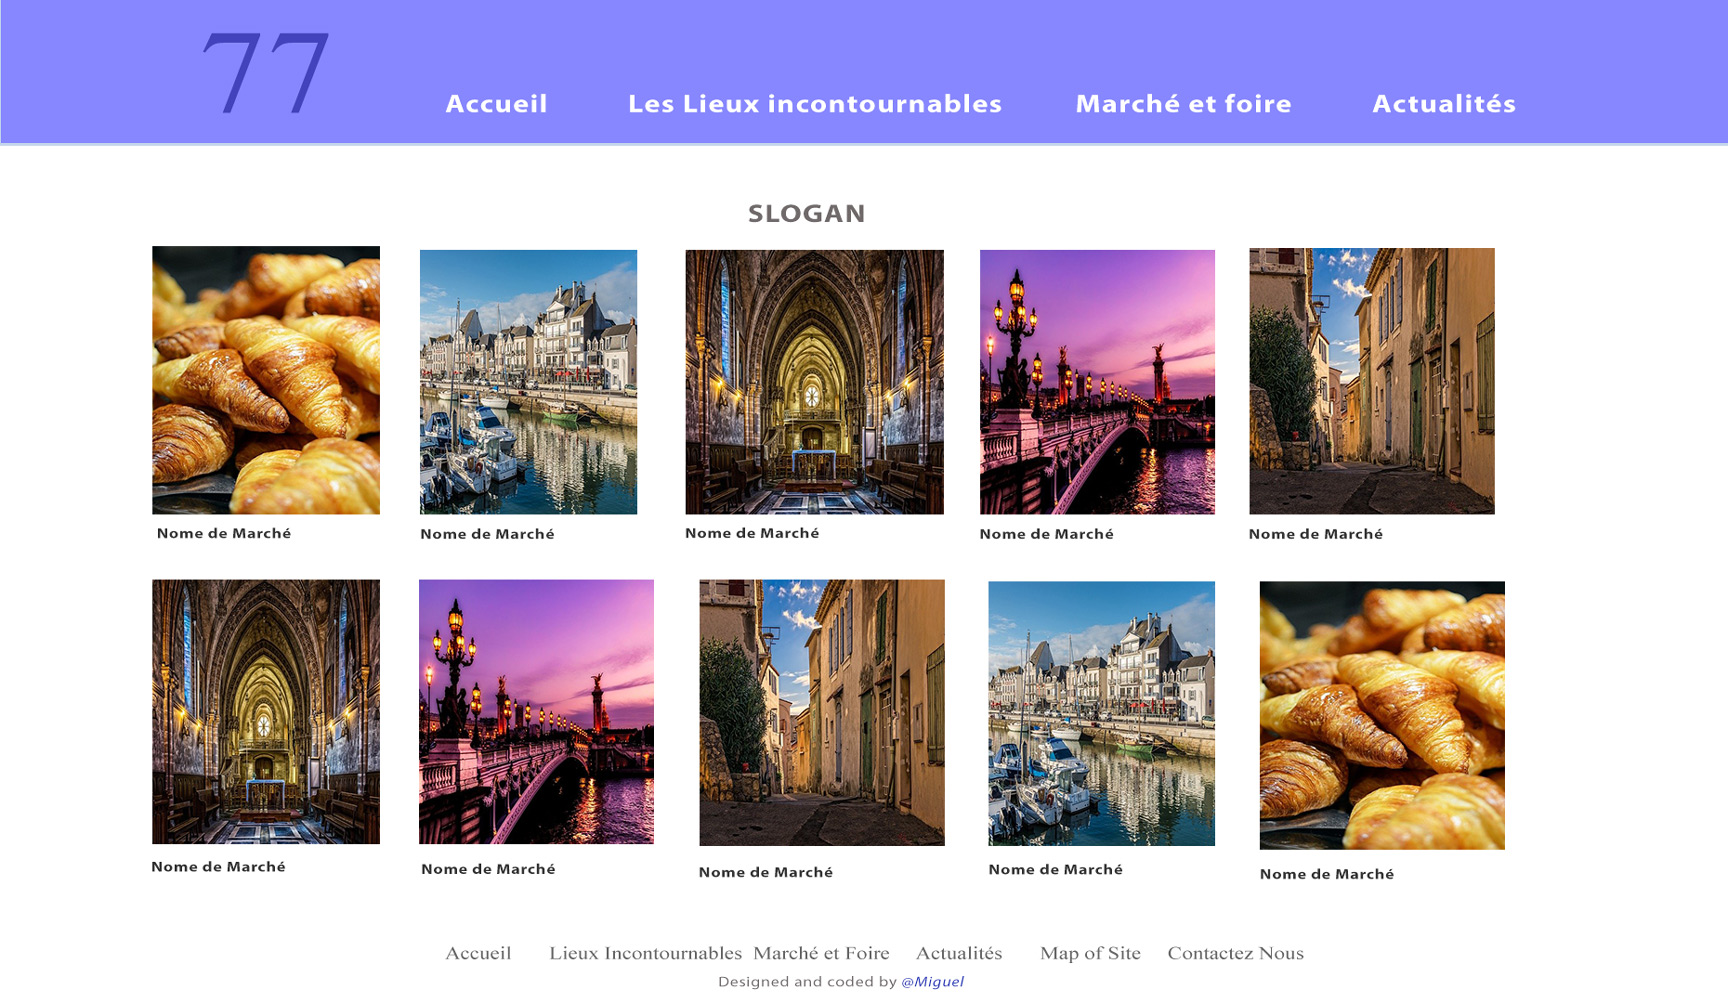 77
Accueil Les Lieux incontournables Marché et foire Actualités
SLOGAN
Nome de Marché Nome de Marché Nome de Marché Nome de Marché Nome de Marché
Nome de Marché Nome de Marché Nome de Marché Nome de Marché Nome de Marché
Accueil Lieux Incontournables Marché et Foire Actualités Map of Site Contactez Nous
Designed and coded by @Miguel